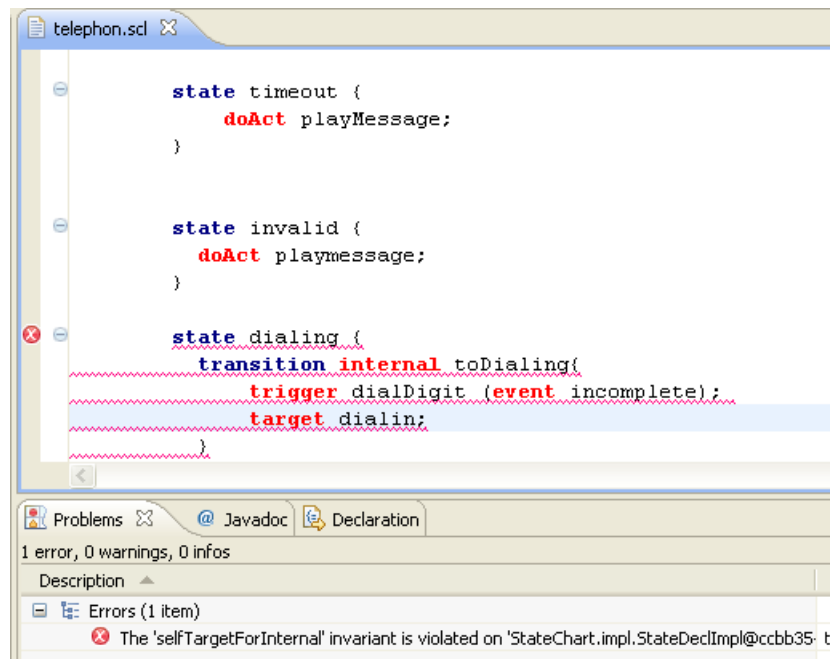 telephon.scl
state timeout {
doAct playMessage;
}
state invalid {
doAct playmessage;
}
state dialing {
transition internal toDialing{
trigger dialDigit (event incomplete);
target dialin;
}
Problems @ Javadoc Declaration
1 error, 0 warnings, 0 infos
Description
Errors (1 item)
The 'selfTargetForInternal' invariant is violated on 'StateChart.impl.StateDeclImpl@ccbb35- t